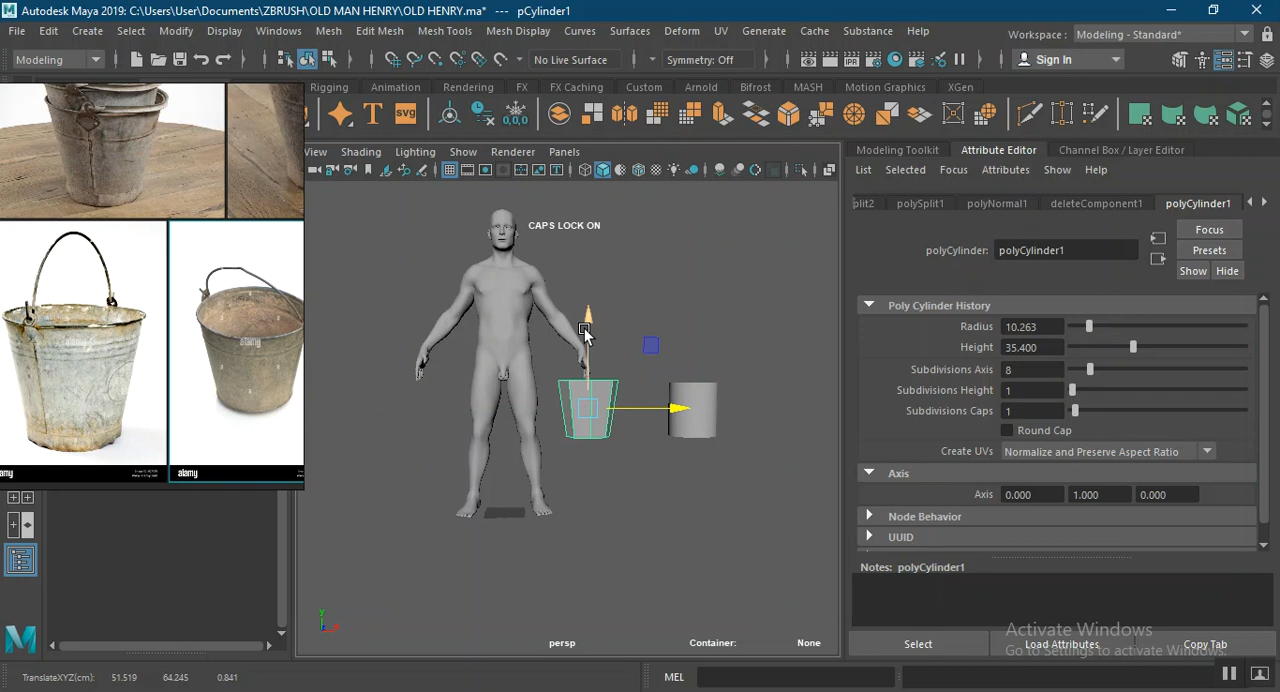 Autodesk Maya 2019: C:\Users\User\Documents\ZBRUSH\OLD MAN HENRY\OLD HENRY.ma* --- pCylinder1
File Edit Create Select Modify Display Windows Mesh Edit Mesh Mesh Tools Mesh Display Curves Surfaces Deform UV Generate Cache Substance Help
Workspace : Modeling - Standard*
Modeling No Live Surface Symmetry: Off Sign In
Rigging Animation Rendering FX FX Caching Custom Arnold Bifrost MASH Motion Graphics XGen
T SVG 0,0,0
View Shading Lighting Show Renderer Panels
Modeling Toolkit Attribute Editor Channel Box / Layer Editor
List Selected Focus Attributes Show Help
plit2 polySplit1 polyNormal1 deleteComponent1 polyCylinder1
CAPS LOCK ON
polyCylinder: polyCylinder1
Focus
Presets
Show Hide
Poly Cylinder History
Radius 10.263
Height 35.400
Subdivisions Axis 8
Subdivisions Height 1
Subdivisions Caps 1
Round Cap
Create UVs Normalize and Preserve Aspect Ratio
Axis
Axis 0.000 1.000 0.000
Node Behavior
UUID
Notes: polyCylinder1
alamy
alamy
alamy
persp Container: None
Activate Windows
Go to Settings to activate Windows.
Select Load Attributes Copy Tab
TranslateXYZ(cm): 51.519 64.245 0.841
MEL